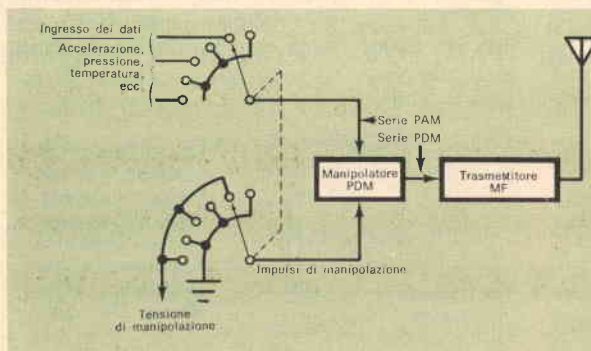 Ingresso dei dati
Accelerazione,
pressione,
temperatura,
ecc.
Serie PAM
Serie PDM
Manipolatore
PDM
Trasmettitore
MF
Impulsi di manipolazione
Tensione
di manipolazione